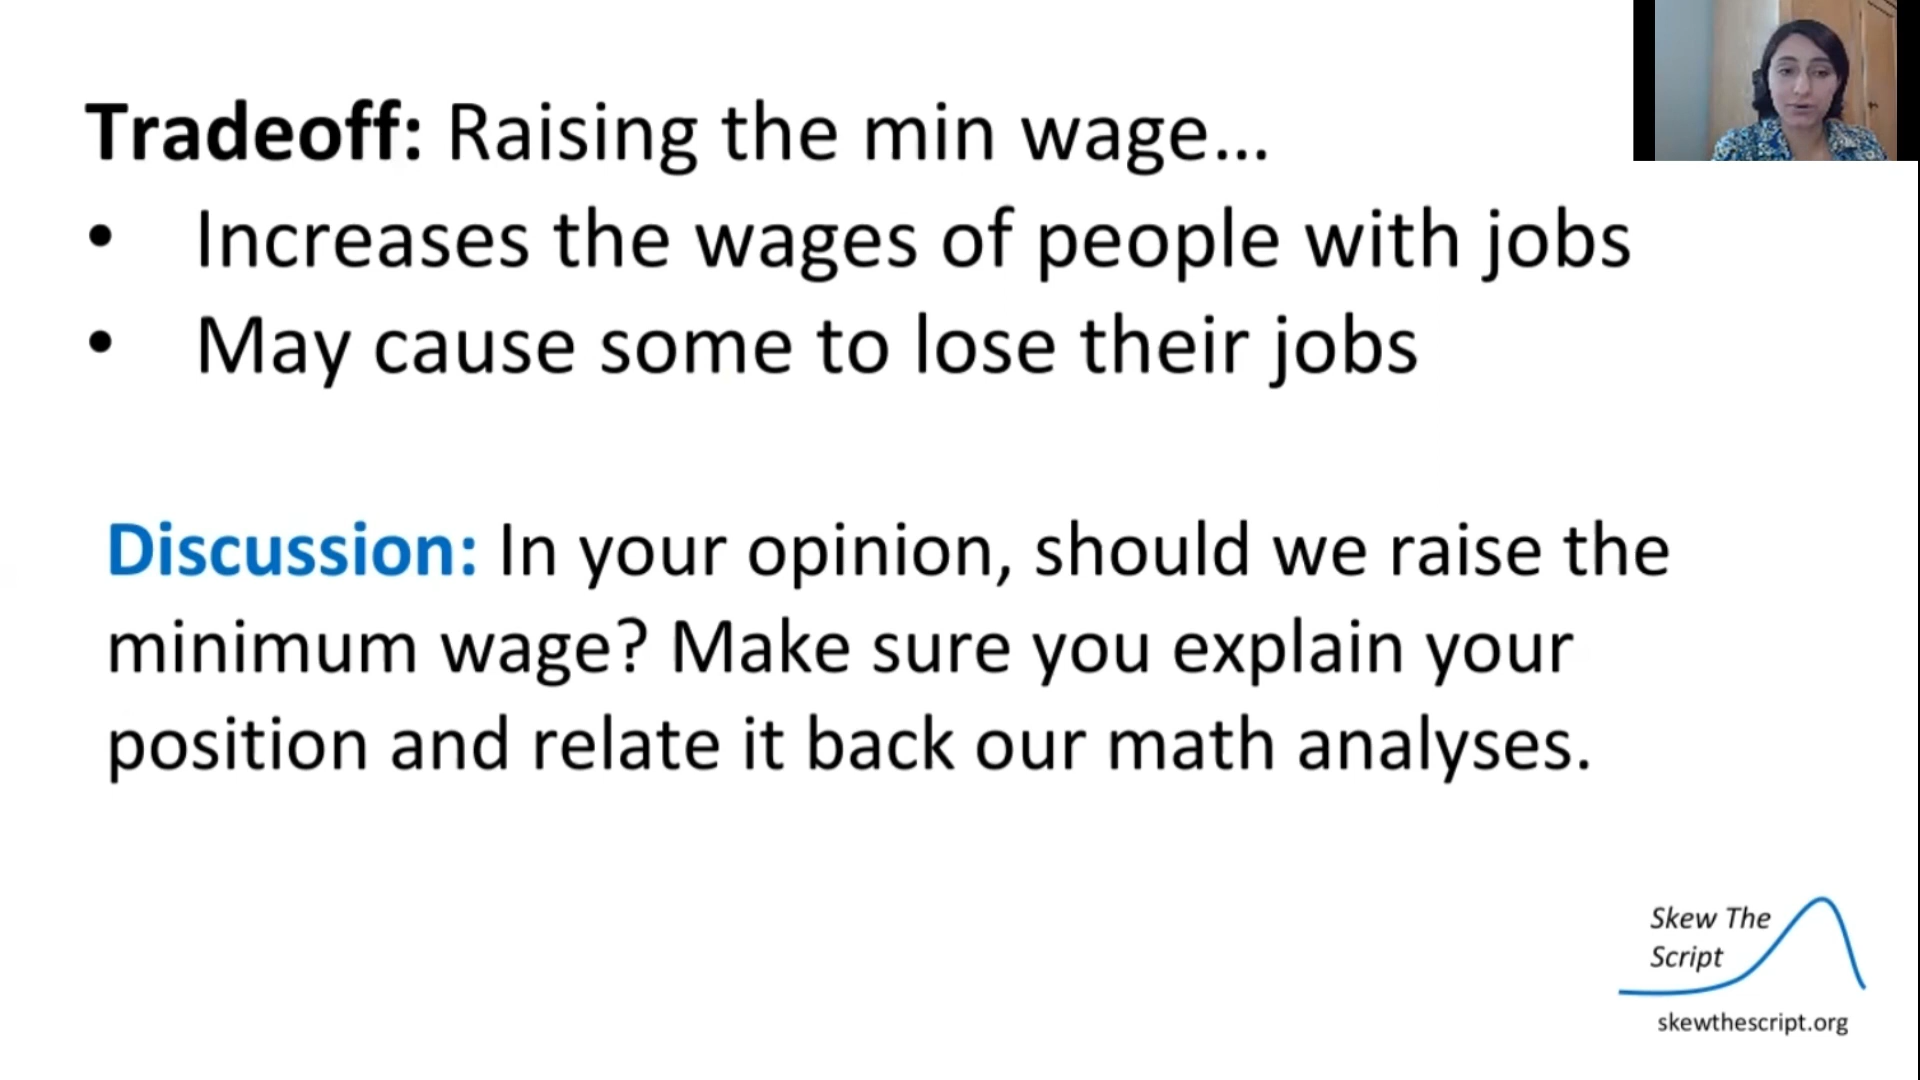 Tradeoff: Raising the min wage...
• Increases the wages of people with jobs
• May cause some to lose their jobs
Discussion: In your opinion, should we raise the
minimum wage? Make sure you explain your
position and relate it back our math analyses.
Skew The
Script
skewthescript.org